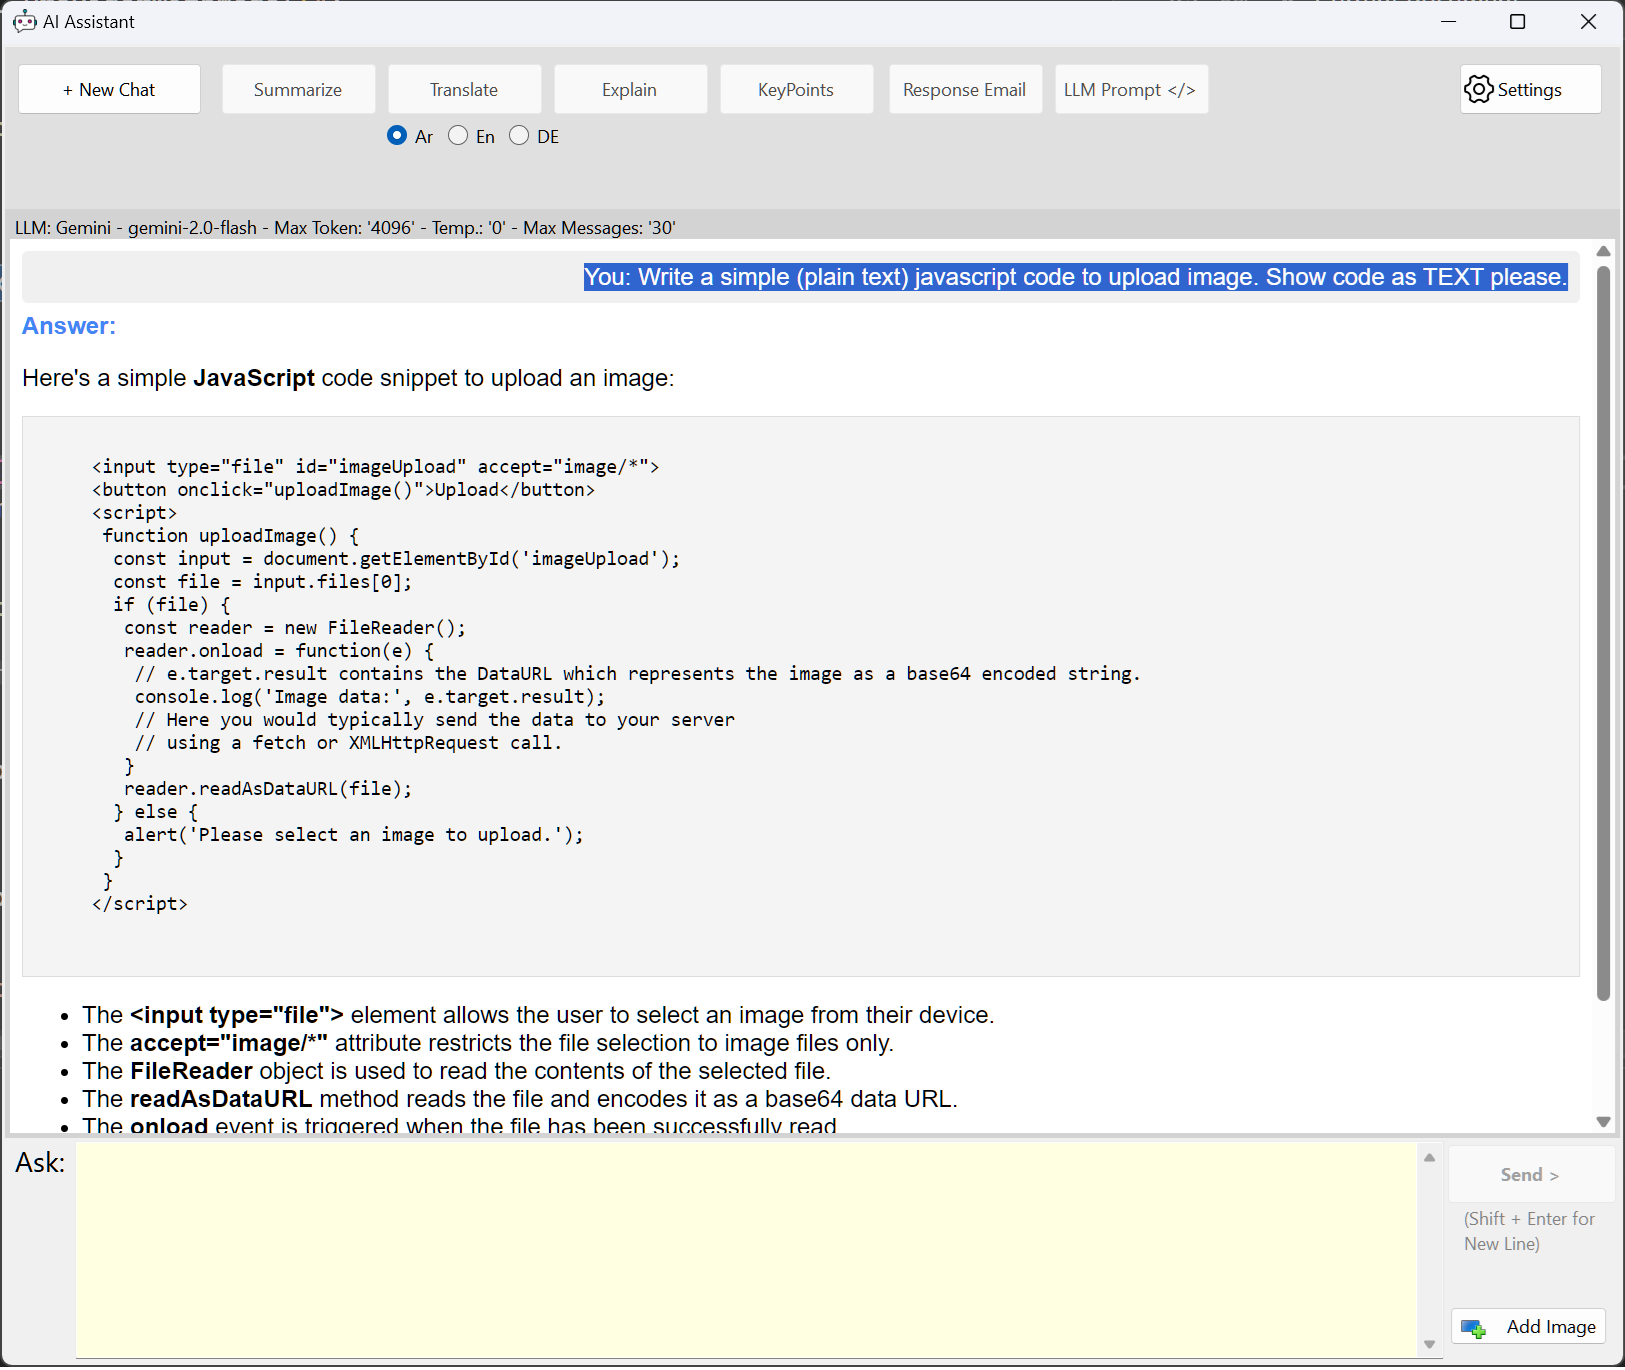 AI Assistant
+ New Chat
Summarize
Translate
Explain
KeyPoints
Response Email
LLM Prompt </>
Settings
Ar
En
DE
LLM: Gemini - gemini-2.0-flash - Max Token: '4096' - Temp.: '0' - Max Messages: '30'
You: Write a simple (plain text) javascript code to upload image. Show code as TEXT please.
Answer:
Here's a simple JavaScript code snippet to upload an image:
<input type="file" id="imageUpload" accept="image/*">
<button onclick="uploadImage()">Upload</button>
<script>
 function uploadImage() {
  const input = document.getElementById('imageUpload');
  const file = input.files[0];
  if (file) {
   const reader = new FileReader();
   reader.onload = function(e) {
    // e.target.result contains the DataURL which represents the image as a base64 encoded string.
    console.log('Image data:', e.target.result);
    // Here you would typically send the data to your server
    // using a fetch or XMLHttpRequest call.
   }
   reader.readAsDataURL(file);
  } else {
   alert('Please select an image to upload.');
  }
 }
</script>
• The <input type="file"> element allows the user to select an image from their device.
• The accept="image/*" attribute restricts the file selection to image files only.
• The FileReader object is used to read the contents of the selected file.
• The readAsDataURL method reads the file and encodes it as a base64 data URL.
• The onload event is triggered when the file has been successfully read
Ask:
Send >
(Shift + Enter for
New Line)
Add Image